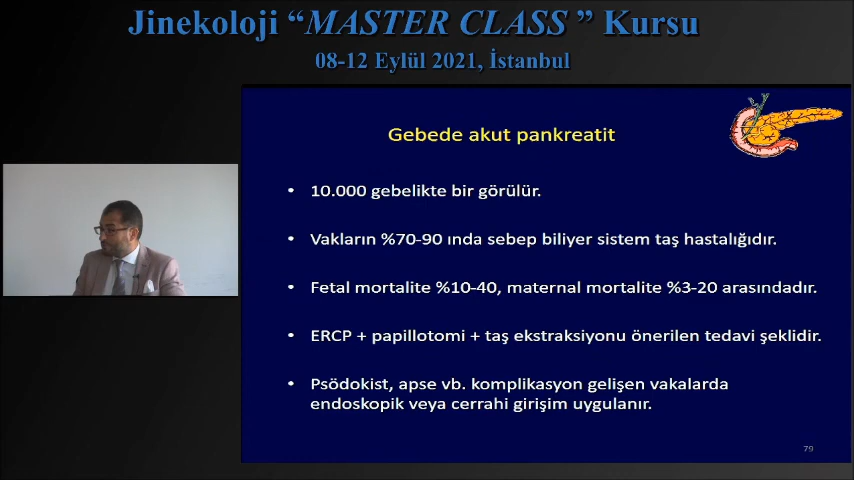 Jinekoloji “MASTER CLASS ” Kursu
08-12 Eylül 2021, İstanbul
Gebede akut pankreatit
• 10.000 gebelikte bir görülür.
• Vakların %70-90 ında sebep biliyer sistem taş hastalığıdır.
• Fetal mortalite %10-40, maternal mortalite %3-20 arasındadır.
• ERCP + papillotomi + taş ekstraksiyonu önerilen tedavi şeklidir.
• Psödokist, apse vb. komplikasyon gelişen vakalarda
endoskopik veya cerrahi girişim uygulanır.
79